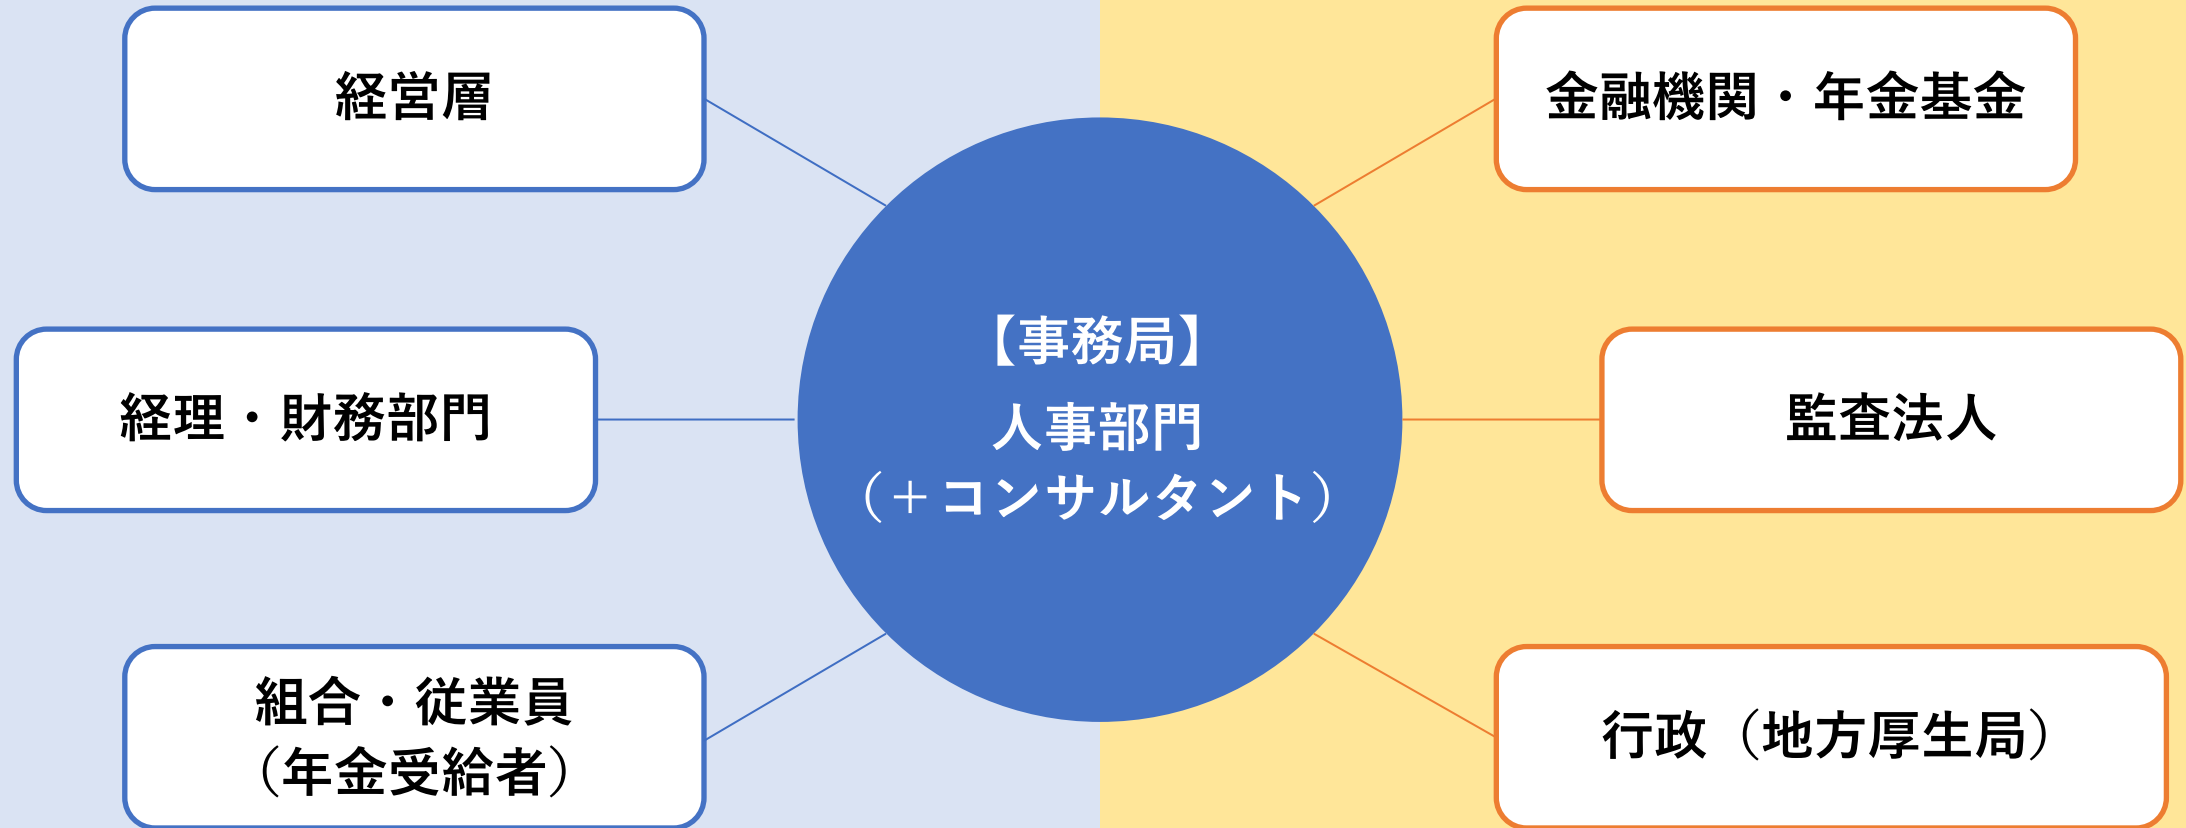 経営層
経理・財務部門
組合・従業員
（年金受給者）
【事務局】
人事部門
（＋コンサルタント）
金融機関・年金基金
監査法人
行政（地方厚生局）